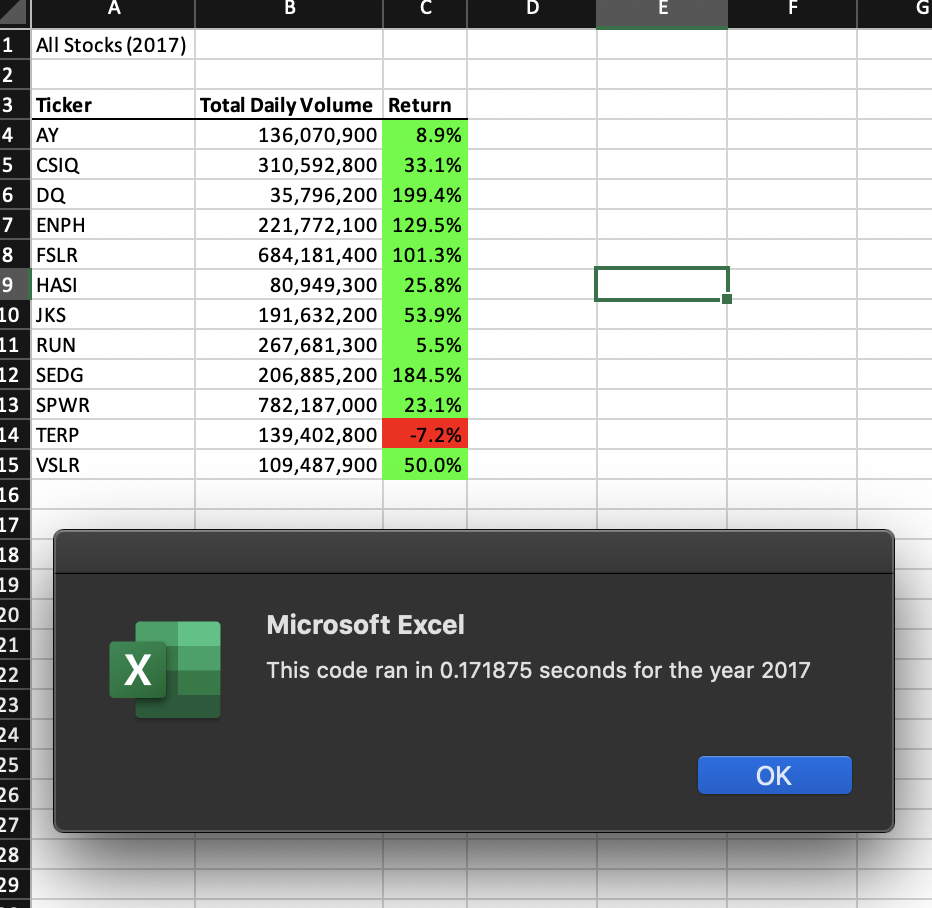 A B C D E F G
1 All Stocks (2017)
2
3 Ticker Total Daily Volume Return
4 AY 136,070,900 8.9%
5 CSIQ 310,592,800 33.1%
6 DQ 35,796,200 199.4%
7 ENPH 221,772,100 129.5%
8 FSLR 684,181,400 101.3%
9 HASI 80,949,300 25.8%
10 JKS 191,632,200 53.9%
11 RUN 267,681,300 5.5%
12 SEDG 206,885,200 184.5%
13 SPWR 782,187,000 23.1%
14 TERP 139,402,800 -7.2%
15 VSLR 109,487,900 50.0%
16
17
18
19
20
21
22
23
24
25
26
27
28
29
X
Microsoft Excel
This code ran in 0.171875 seconds for the year 2017
OK